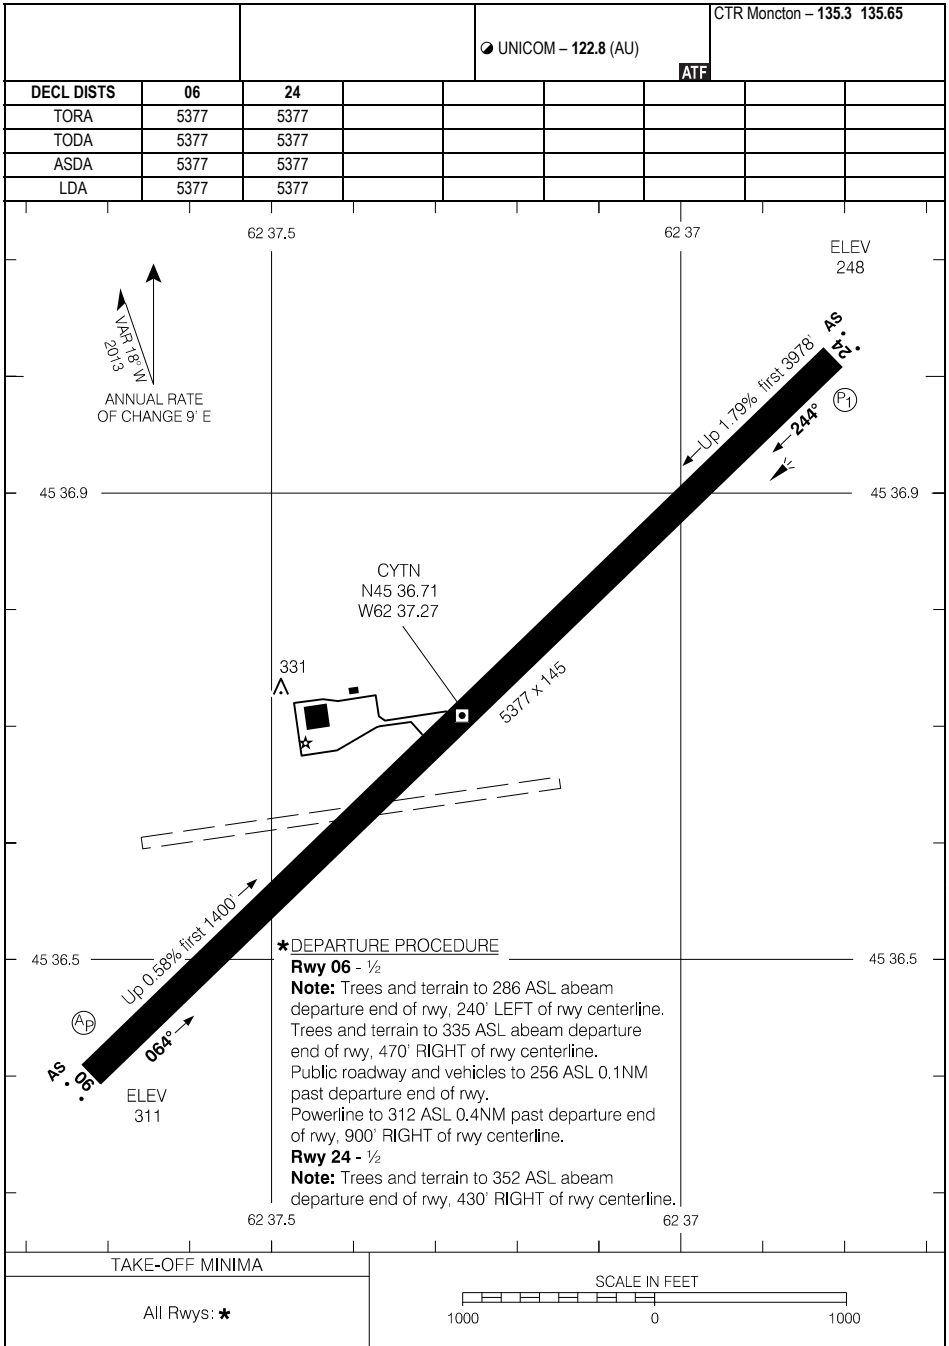 CTR Moncton – 135.3 135.65
UNICOM – 122.8 (AU)
ATF
DECL DISTS 06 24
TORA 5377 5377
TODA 5377 5377
ASDA 5377 5377
LDA 5377 5377
62 37.5 62 37
ELEV
248
VAR 18° W
2013
ANNUAL RATE
OF CHANGE 9' E
AS
24
Up 1.79% first 3978'
P1
244°
45 36.9 45 36.9
CYTN
N45 36.71
W62 37.27
331
5377 x 145
Up 0.58% first 1400'
45 36.5 45 36.5
AP
064°
AS
06
ELEV
311
*DEPARTURE PROCEDURE
Rwy 06 - ½
Note: Trees and terrain to 286 ASL abeam
departure end of rwy, 240' LEFT of rwy centerline.
Trees and terrain to 335 ASL abeam departure
end of rwy, 470' RIGHT of rwy centerline.
Public roadway and vehicles to 256 ASL 0.1NM
past departure end of rwy.
Powerline to 312 ASL 0.4NM past departure end
of rwy, 900' RIGHT of rwy centerline.
Rwy 24 - ½
Note: Trees and terrain to 352 ASL abeam
departure end of rwy, 430' RIGHT of rwy centerline.
62 37.5 62 37
TAKE-OFF MINIMA
All Rwys: *
SCALE IN FEET
1000 0 1000